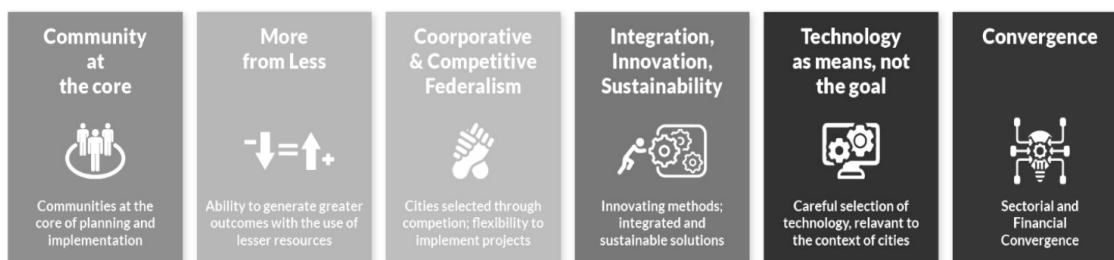 Community
at
the core
Communities at the
core of planning and
implementation
More
from Less
Ability to generate greater
outcomes with the use of
lesser resources
Coorporative
& Competitive
Federalism
Cities selected through
competion; flexibility to
implement projects
Integration,
Innovation,
Sustainability
Innovating methods;
integrated and
sustainable solutions
Technology
as means, not
the goal
Careful selection of
technology, relavant to
the context of cities
Convergence
Sectorial and
Financial
Convergence